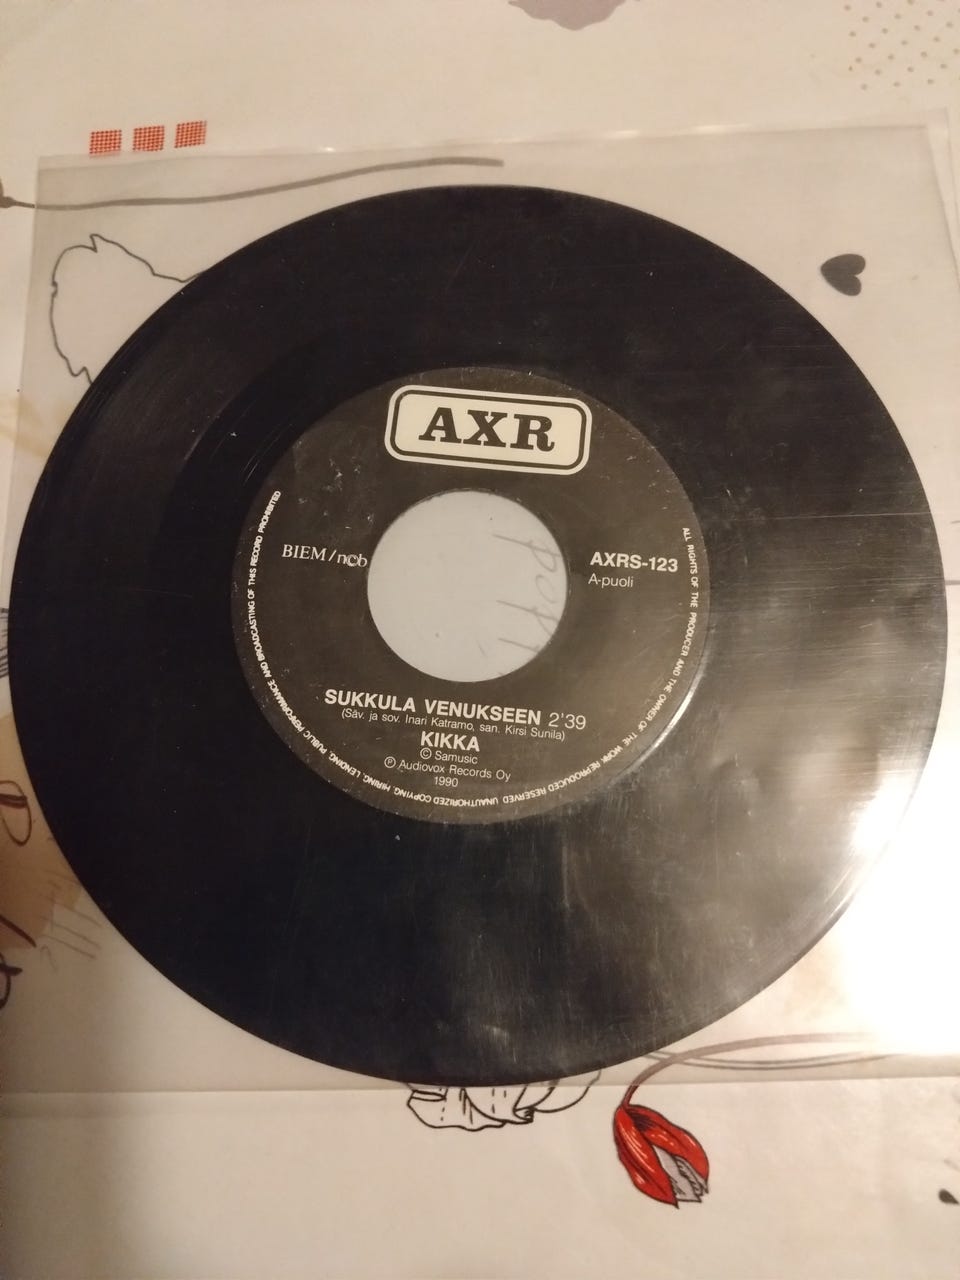 AXR
BIEM/ncb
AXRS-123
A-puoli
SUKKULA VENUKSEEN 2'39
(Säv. ja sov. Inari Katramo, san. Kirsi Sunila)
KIKKA
© Samusic
℗ Audiovox Records Oy
1990
ALL RIGHTS OF THE PRODUCER AND THE OWNER OF THE WORK REPRODUCED RESERVED UNAUTHORIZED COPYING, HIRING, LENDING, PUBLIC PERFORMANCE AND BROADCASTING OF THIS RECORD PROHIBITED